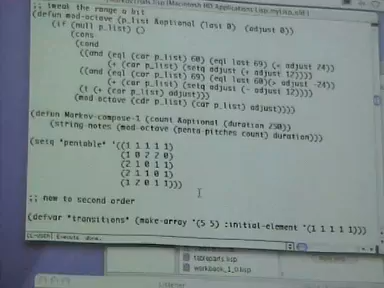 ;; tweak the range a bit
(defun mod-octave (p_list &optional (last 0) (adjust 0))
(if (null p_list) ()
(cons
(cond
((and (eql (car p_list) 60) (eql last 69) (< adjust 24))
(+ (car p_list) (setq adjust (+ adjust 12))))
((and (eql (car p_list) 69) (eql last 60)(> adjust -24))
(+ (car p_list) (setq adjust (- adjust 12))))
(t (+ (car p_list) adjust)))
(mod-octave (cdr p_list) (car p_list) adjust))))
(defun Markov-compose-1 (count &optional (duration 250))
(string-notes (mod-octave (penta-pitches count) duration)))
(setq *pentable* '((1 1 1 1 1)
(1 0 2 2 0)
(2 1 0 1 1)
(2 1 1 0 1)
(1 2 0 1 1)))
;; now to second order
(defvar *transitions* (make-array '(5 5) :initial-element '(1 1 1 1 1)))
tableparts.lisp
workbook_1_0.lisp
Listener